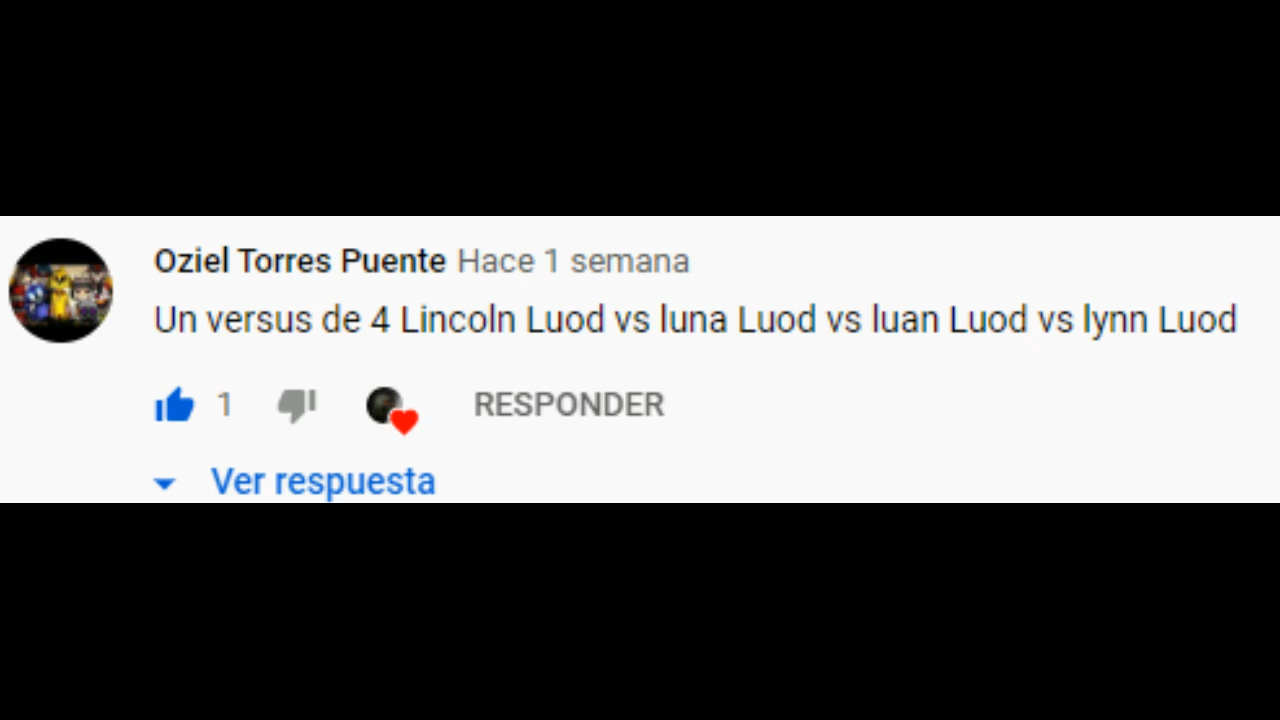 Oziel Torres Puente Hace 1 semana
Un versus de 4 Lincoln Luod vs luna Luod vs luan Luod vs lynn Luod
1 RESPONDER
Ver respuesta